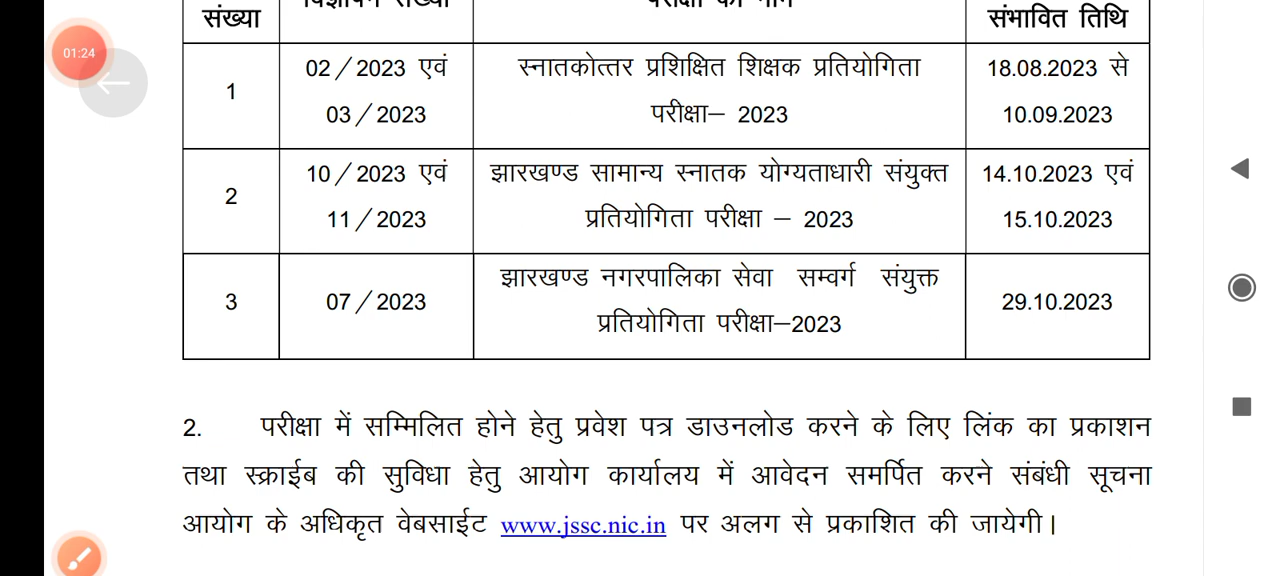 संख्या
संभावित तिथि
01:24
1
02/2023 एवं
03/2023
स्नातकोत्तर प्रशिक्षित शिक्षक प्रतियोगिता
परीक्षा– 2023
18.08.2023 से
10.09.2023
2
10/2023 एवं
11/2023
झारखण्ड सामान्य स्नातक योग्यताधारी संयुक्त
प्रतियोगिता परीक्षा – 2023
14.10.2023 एवं
15.10.2023
3
07/2023
झारखण्ड नगरपालिका सेवा सम्वर्ग संयुक्त
प्रतियोगिता परीक्षा–2023
29.10.2023
2. परीक्षा में सम्मिलित होने हेतु प्रवेश पत्र डाउनलोड करने के लिए लिंक का प्रकाशन
तथा स्क्राईब की सुविधा हेतु आयोग कार्यालय में आवेदन समर्पित करने संबंधी सूचना
आयोग के अधिकृत वेबसाईट www.jssc.nic.in पर अलग से प्रकाशित की जायेगी।